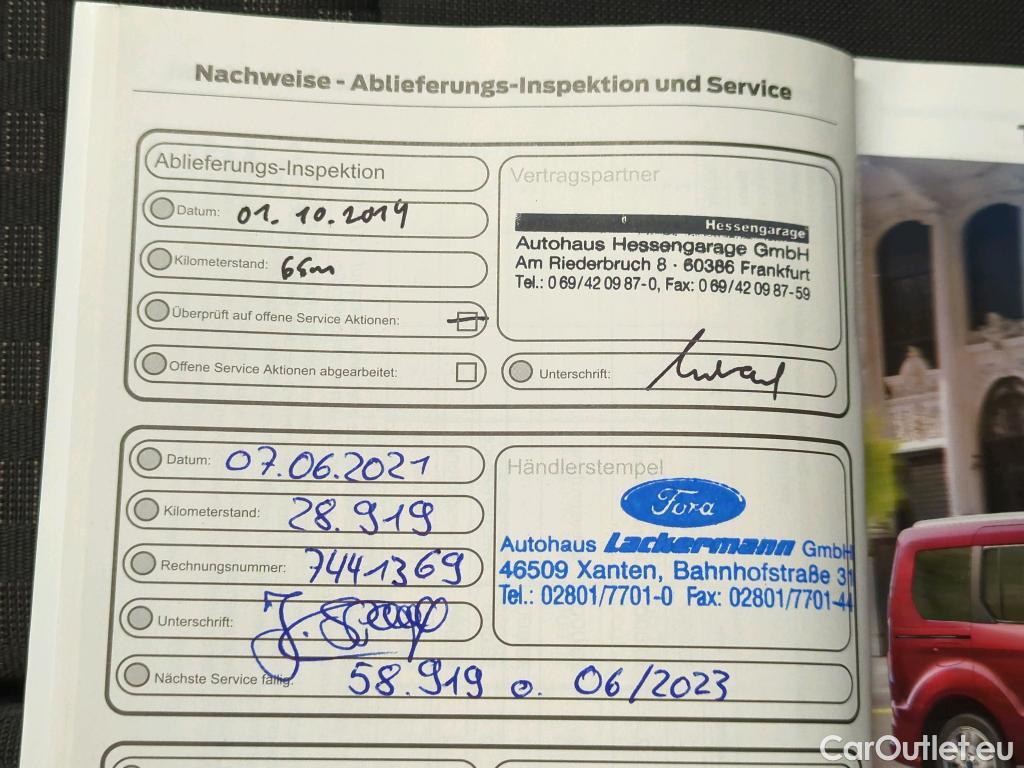 Nachweise - Ablieferungs-Inspektion und Service
Ablieferungs-Inspektion
Datum: 01.10.2019
Kilometerstand:
Überprüft auf offene Service Aktionen:
Offene Service Aktionen abgearbeitet:
Vertragspartner
Hessengarage
Autohaus Hessengarage GmbH
Am Riederbruch 8 · 60386 Frankfurt
Tel.: 0 69/42 09 87-0, Fax: 0 69/42 09 87-59
Unterschrift:
Datum: 07.06.2021
Kilometerstand: 28.919
Rechnungsnummer: 7441369
Unterschrift:
Händlerstempel
Ford
Autohaus Lackermann GmbH
46509 Xanten, Bahnhofstraße 31
Tel.: 02801/7701-0 Fax: 02801/7701-44
Nächste Service fällig: 58.919 o. 06/2023
CarOutlet.eu